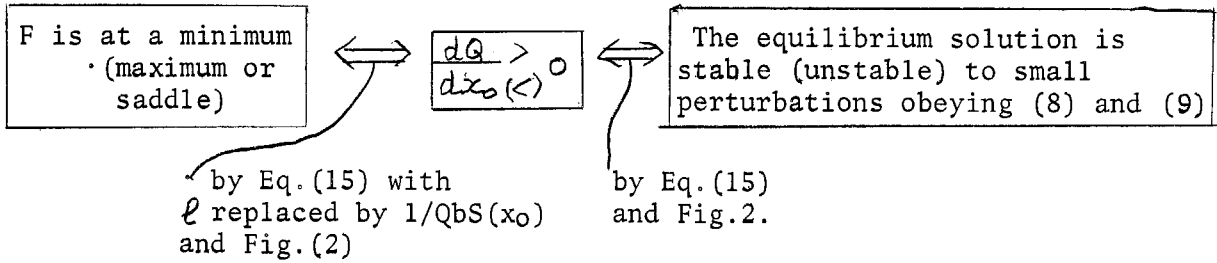 F is at a minimum
(maximum or
saddle)
dQ/dx₀ > (<) 0
The equilibrium solution is
stable (unstable) to small
perturbations obeying (8) and (9)
by Eq.(15) with
ℓ replaced by 1/QbS(x₀)
and Fig.(2)
by Eq.(15)
and Fig.2.